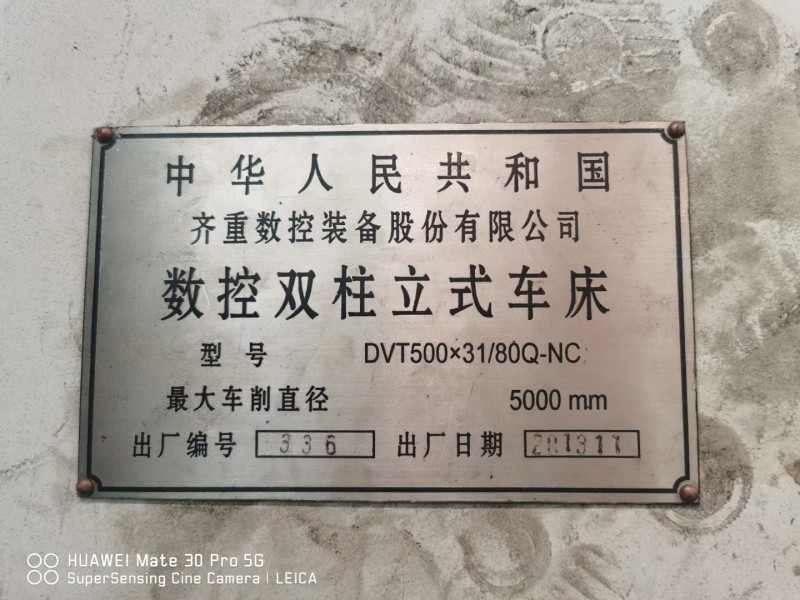 中华人民共和国
齐重数控装备股份有限公司
数控双柱立式车床
型号 DVT500×31/80Q-NC
最大车削直径 5000 mm
出厂编号 336 出厂日期 201311
HUAWEI Mate 30 Pro 5G
SuperSensing Cine Camera | LEICA